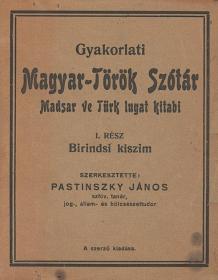 Gyakorlati
Magyar-Török Szótár
Madsar ve Türk lugat kitabi
I. RÉSZ
Birindsi kiszim
SZERKESZTETTE:
PASTINSZKY JÁNOS
szföv. tanár,
jog-, állam- és bölcsészettudor
A szerző kiadása.